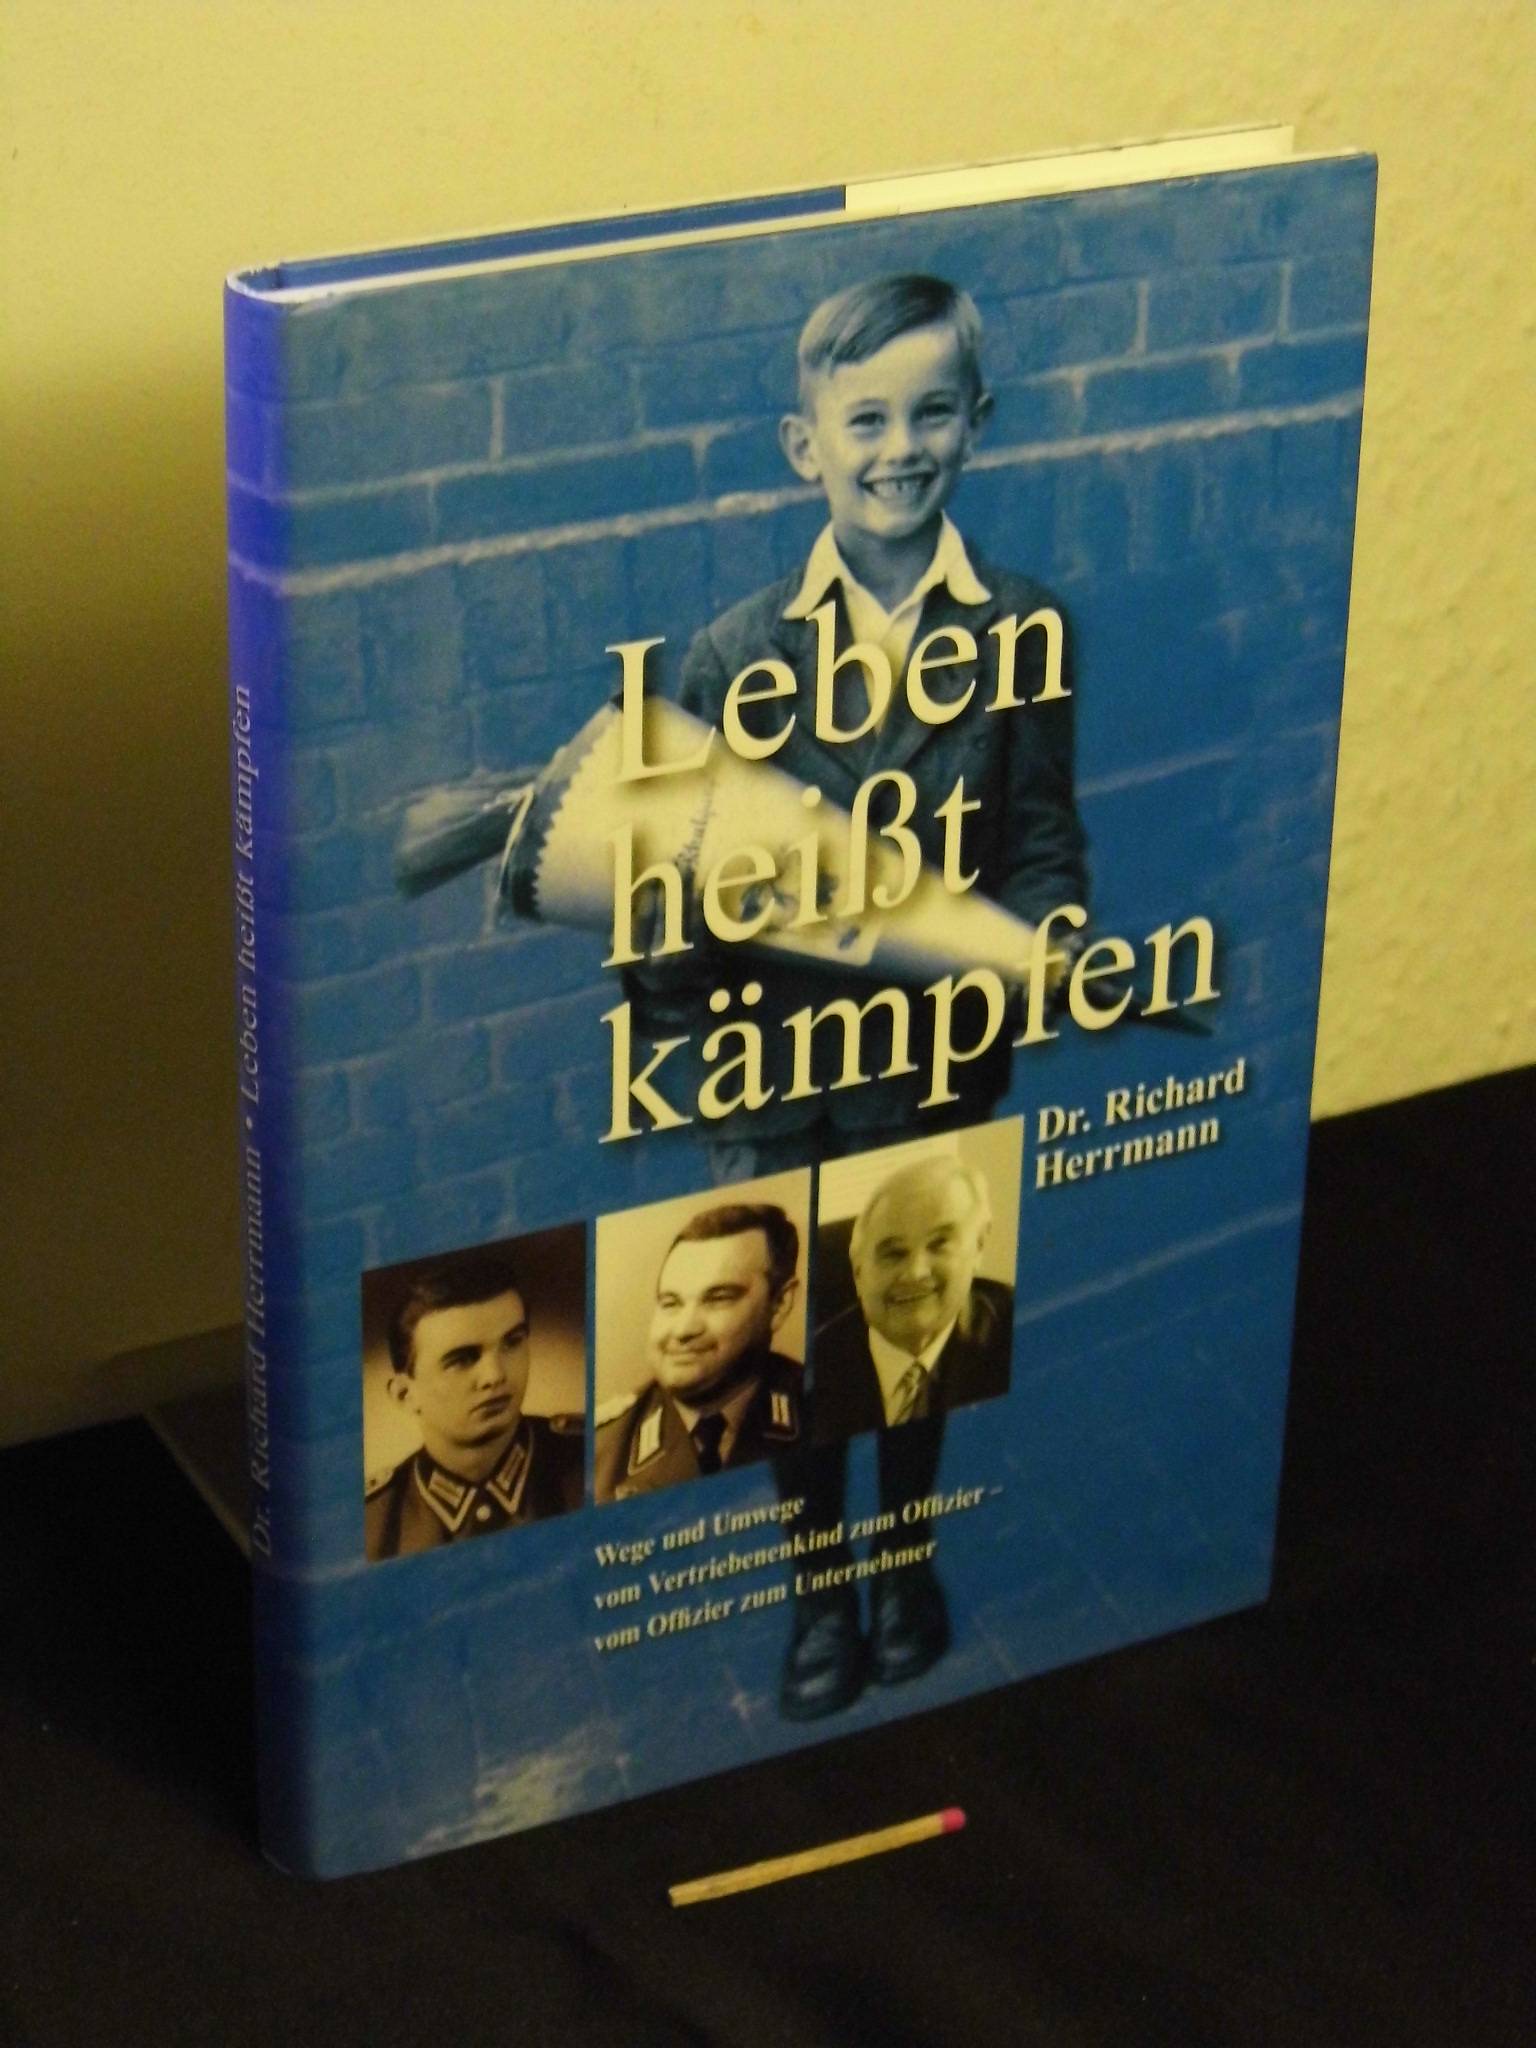 Dr. Richard Herrmann • Leben heißt kämpfen
Leben
heißt
kämpfen
Dr. Richard
Herrmann
Wege und Umwege
vom Vertriebenenkind zum Offizier –
vom Offizier zum Unternehmer